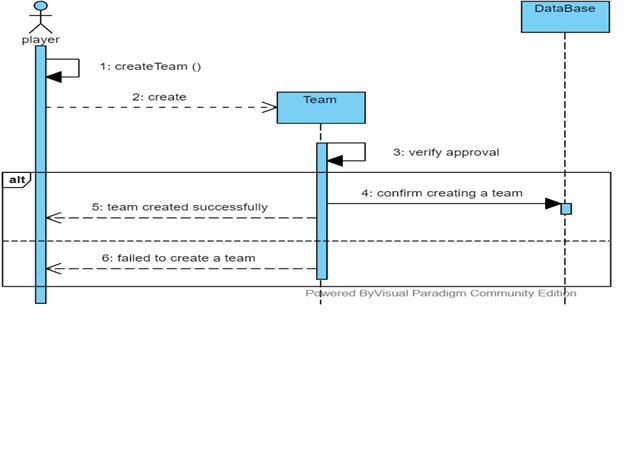 DataBase
player
1: createTeam ()
2: create
Team
3: verify approval
alt
4: confirm creating a team
5: team created successfully
6: failed to create a team
Powered ByVisual Paradigm Community Edition